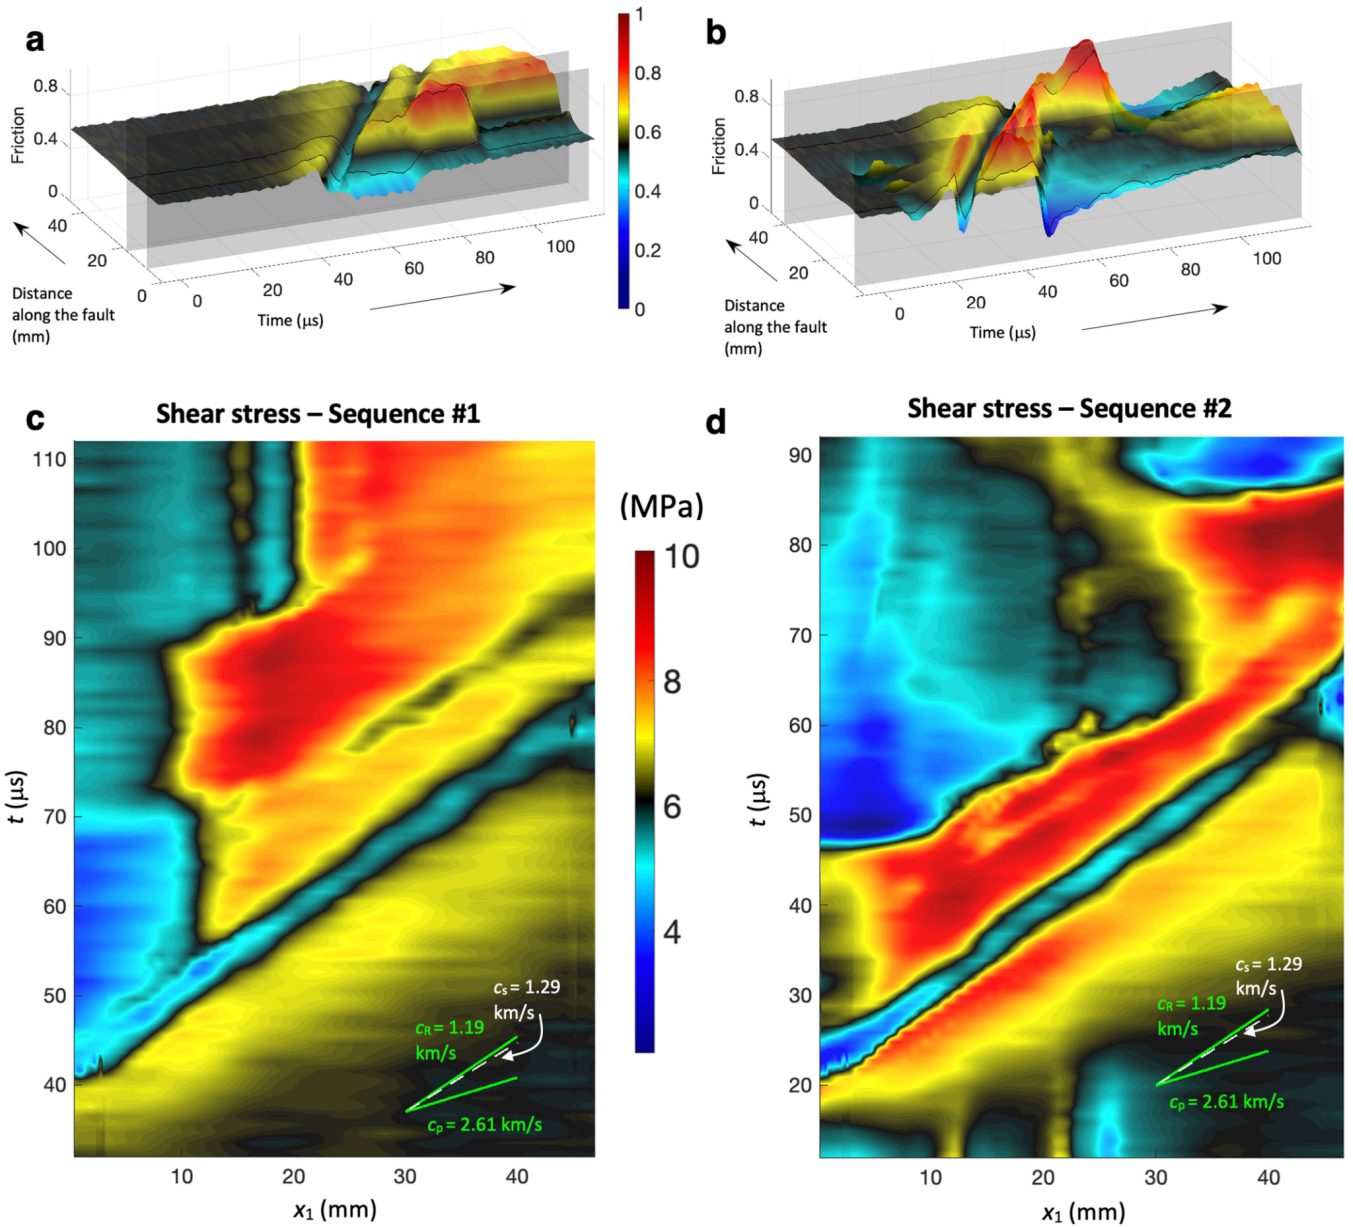 a
Friction
0.8
0.4
0
40
20
0
Distance
along the fault
(mm)
0
20
40
60
80
100
Time (µs)
1
0.8
0.6
0.4
0.2
0
b
Friction
0.8
0.4
0
40
20
0
Distance
along the fault
(mm)
0
20
40
60
80
100
Time (µs)
c
Shear stress – Sequence #1
110
100
90
80
70
60
50
40
t (µs)
10
20
30
40
x1 (mm)
cs = 1.29
km/s
cR = 1.19
km/s
cp = 2.61 km/s
(MPa)
10
8
6
4
d
Shear stress – Sequence #2
90
80
70
60
50
40
30
20
t (µs)
10
20
30
40
x1 (mm)
cs = 1.29
km/s
cR = 1.19
km/s
cp = 2.61 km/s